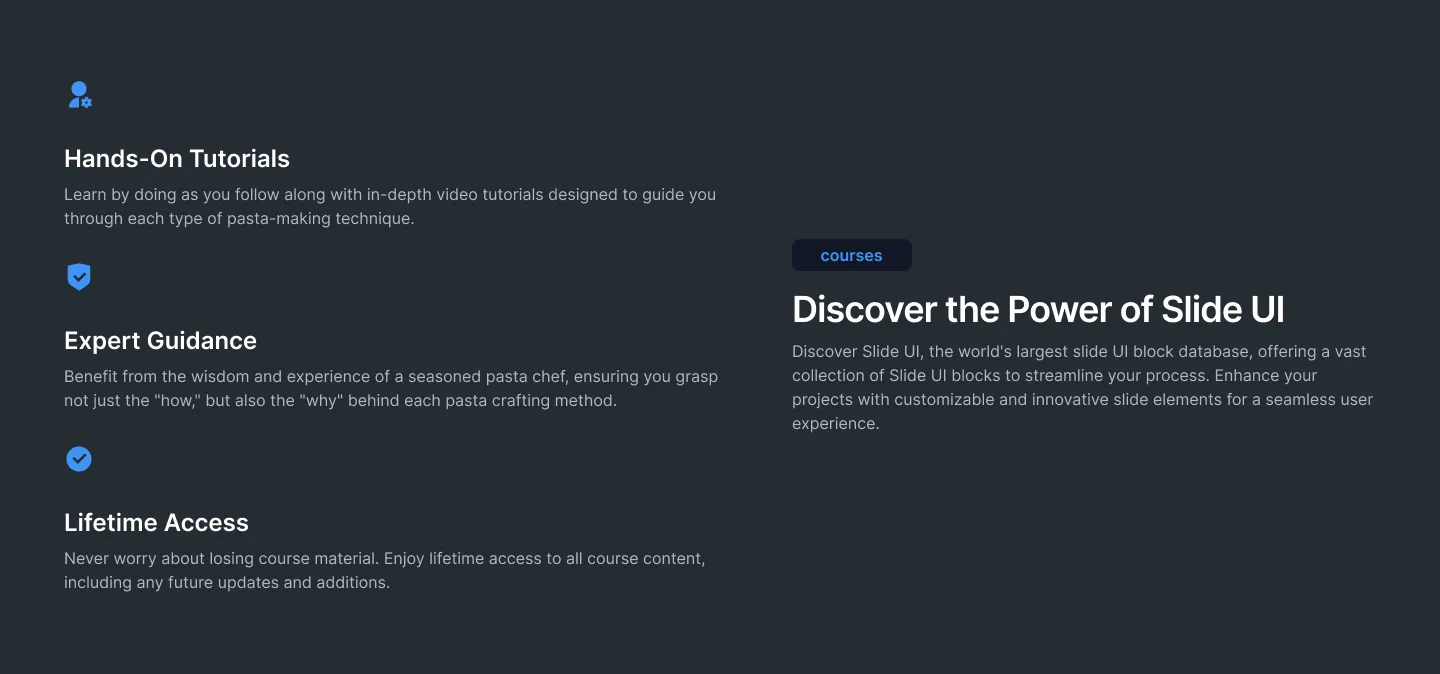 Hands-On Tutorials
Learn by doing as you follow along with in-depth video tutorials designed to guide you
through each type of pasta-making technique.
Expert Guidance
Benefit from the wisdom and experience of a seasoned pasta chef, ensuring you grasp
not just the "how," but also the "why" behind each pasta crafting method.
Lifetime Access
Never worry about losing course material. Enjoy lifetime access to all course content,
including any future updates and additions.
courses
Discover the Power of Slide UI
Discover Slide UI, the world's largest slide UI block database, offering a vast
collection of Slide UI blocks to streamline your process. Enhance your
projects with customizable and innovative slide elements for a seamless user
experience.